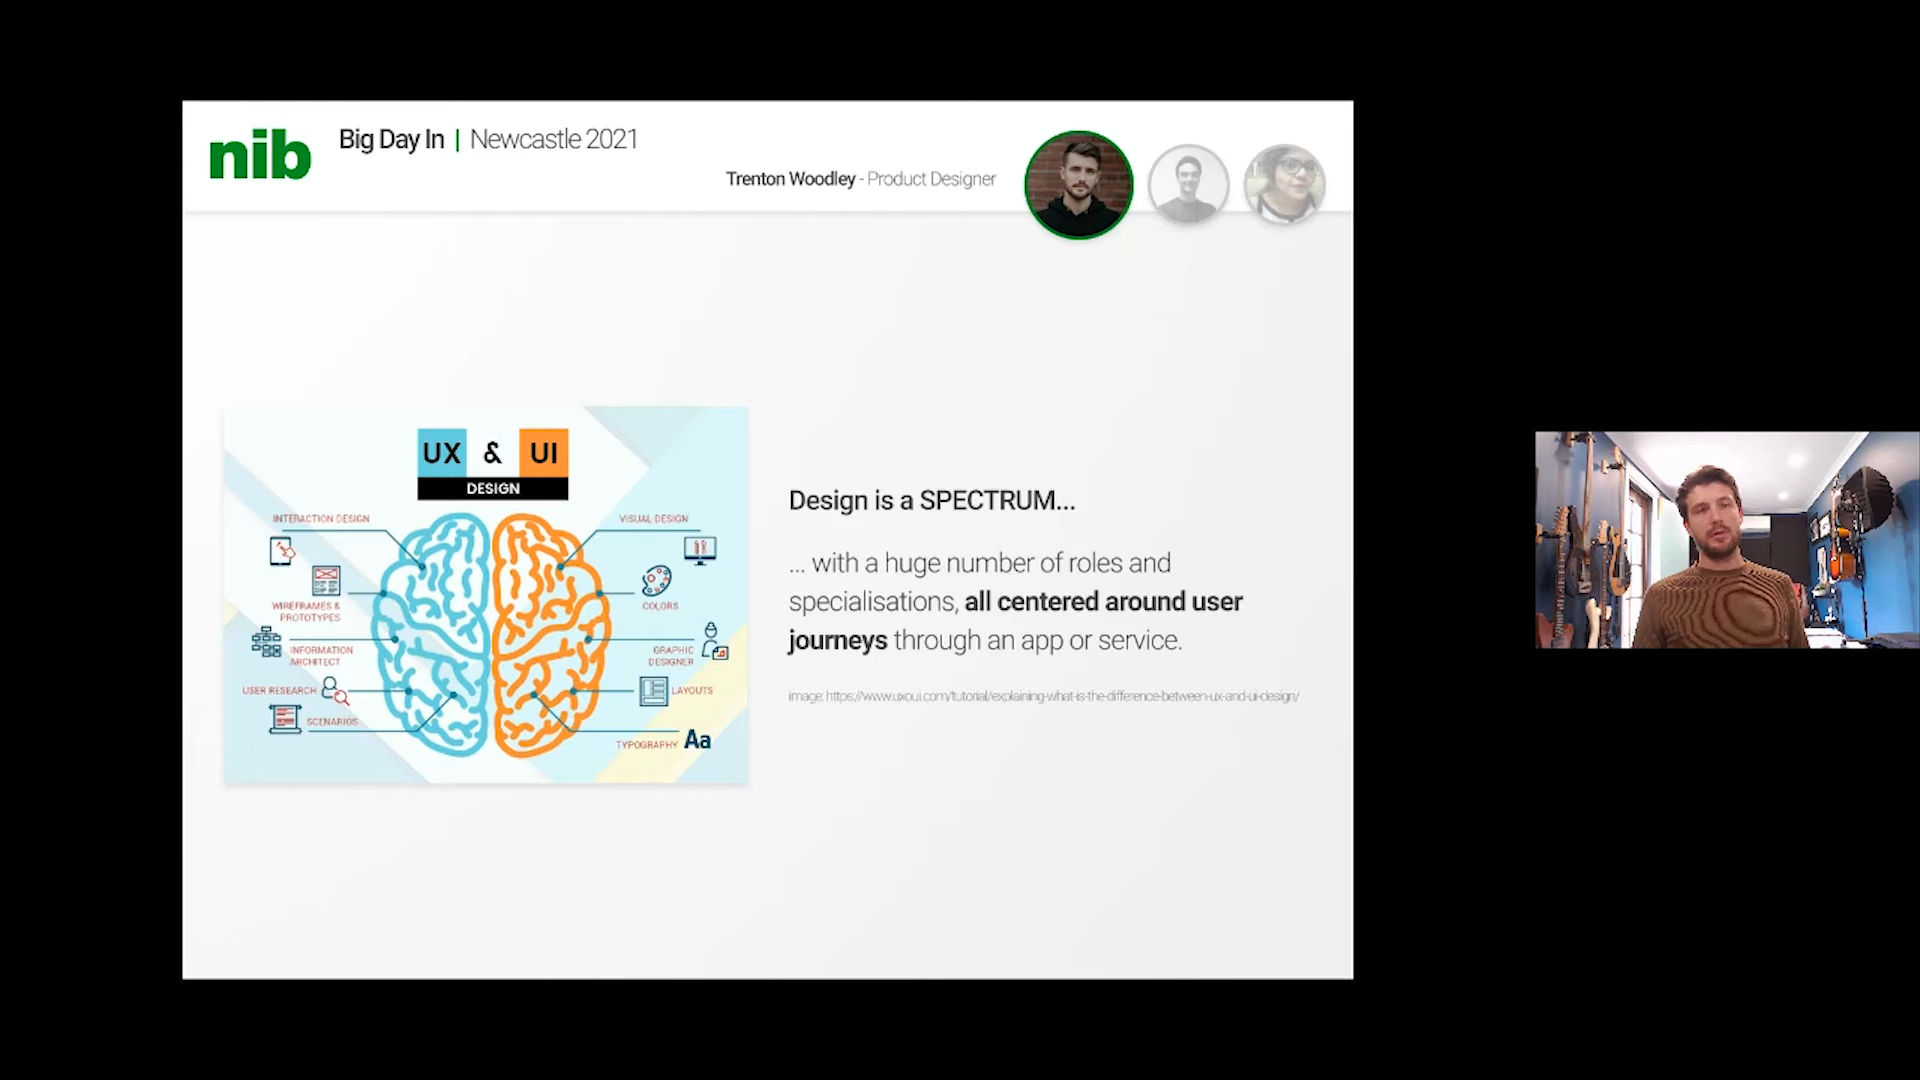 nib
Big Day In | Newcastle 2021
Trenton Woodley - Product Designer
UX & UI
DESIGN
INTERACTION DESIGN
WIREFRAMES &
PROTOTYPES
INFORMATION
ARCHITECT
USER RESEARCH
SCENARIOS
VISUAL DESIGN
COLORS
GRAPHIC
DESIGNER
LAYOUTS
TYPOGRAPHY Aa
Design is a SPECTRUM...
... with a huge number of roles and
specialisations, all centered around user
journeys through an app or service.
image: https://www.uxoui.com/tutorial/explaining-what-is-the-difference-between-ux-and-ui-design/